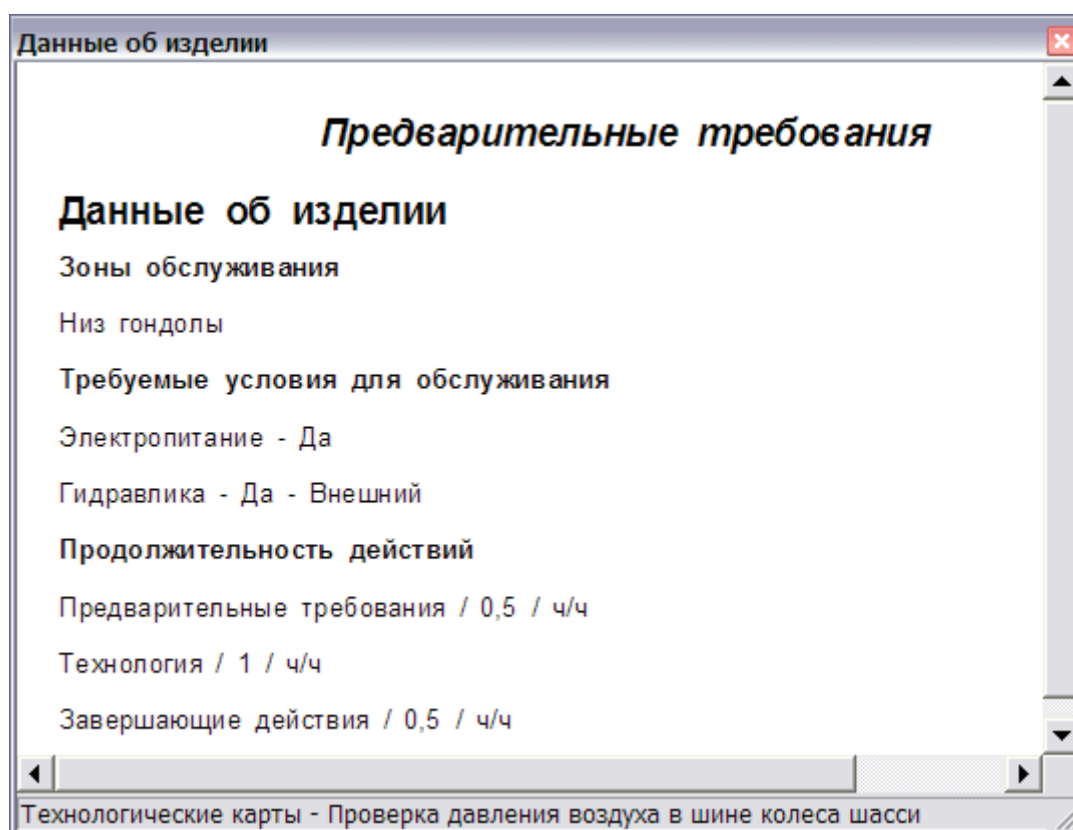 Данные об изделии
Предварительные требования
Данные об изделии
Зоны обслуживания
Низ гондолы
Требуемые условия для обслуживания
Электропитание - Да
Гидравлика - Да - Внешний
Продолжительность действий
Предварительные требования / 0,5 / ч/ч
Технология / 1 / ч/ч
Завершающие действия / 0,5 / ч/ч
Технологические карты - Проверка давления воздуха в шине колеса шасси